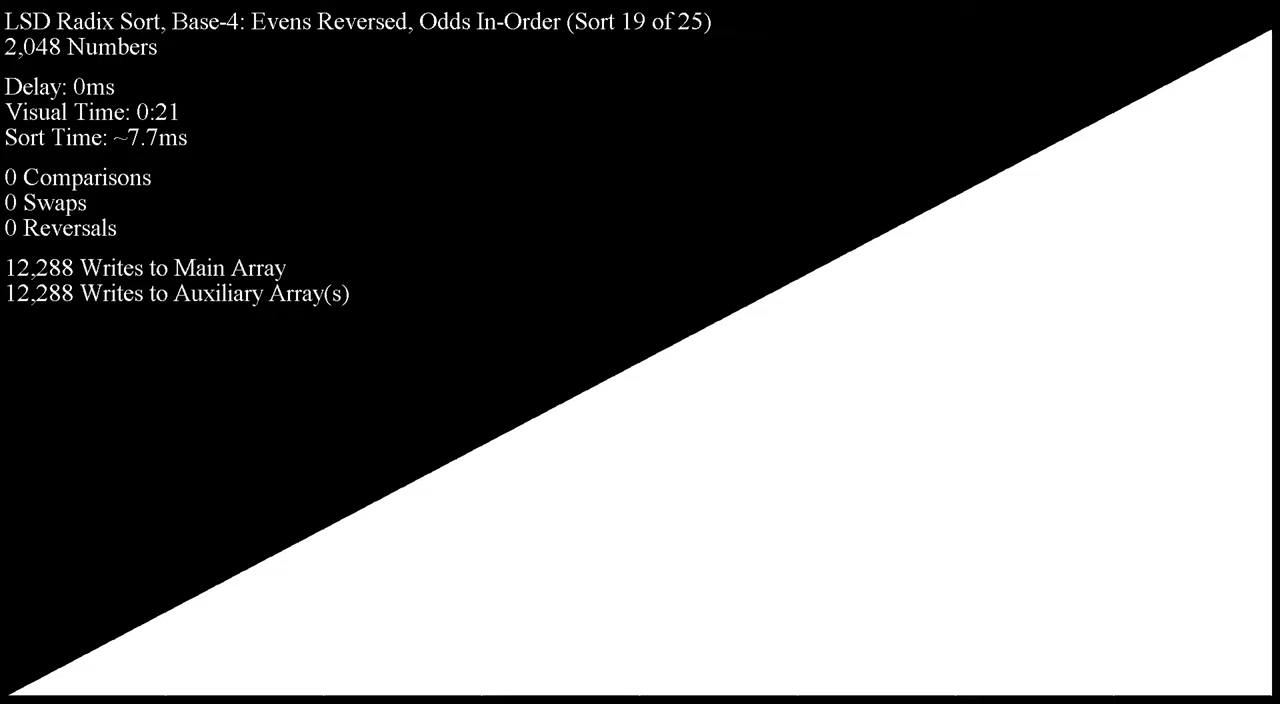 LSD Radix Sort, Base-4: Evens Reversed, Odds In-Order (Sort 19 of 25)
2,048 Numbers
Delay: 0ms
Visual Time: 0:21
Sort Time: ~7.7ms
0 Comparisons
0 Swaps
0 Reversals
12,288 Writes to Main Array
12,288 Writes to Auxiliary Array(s)